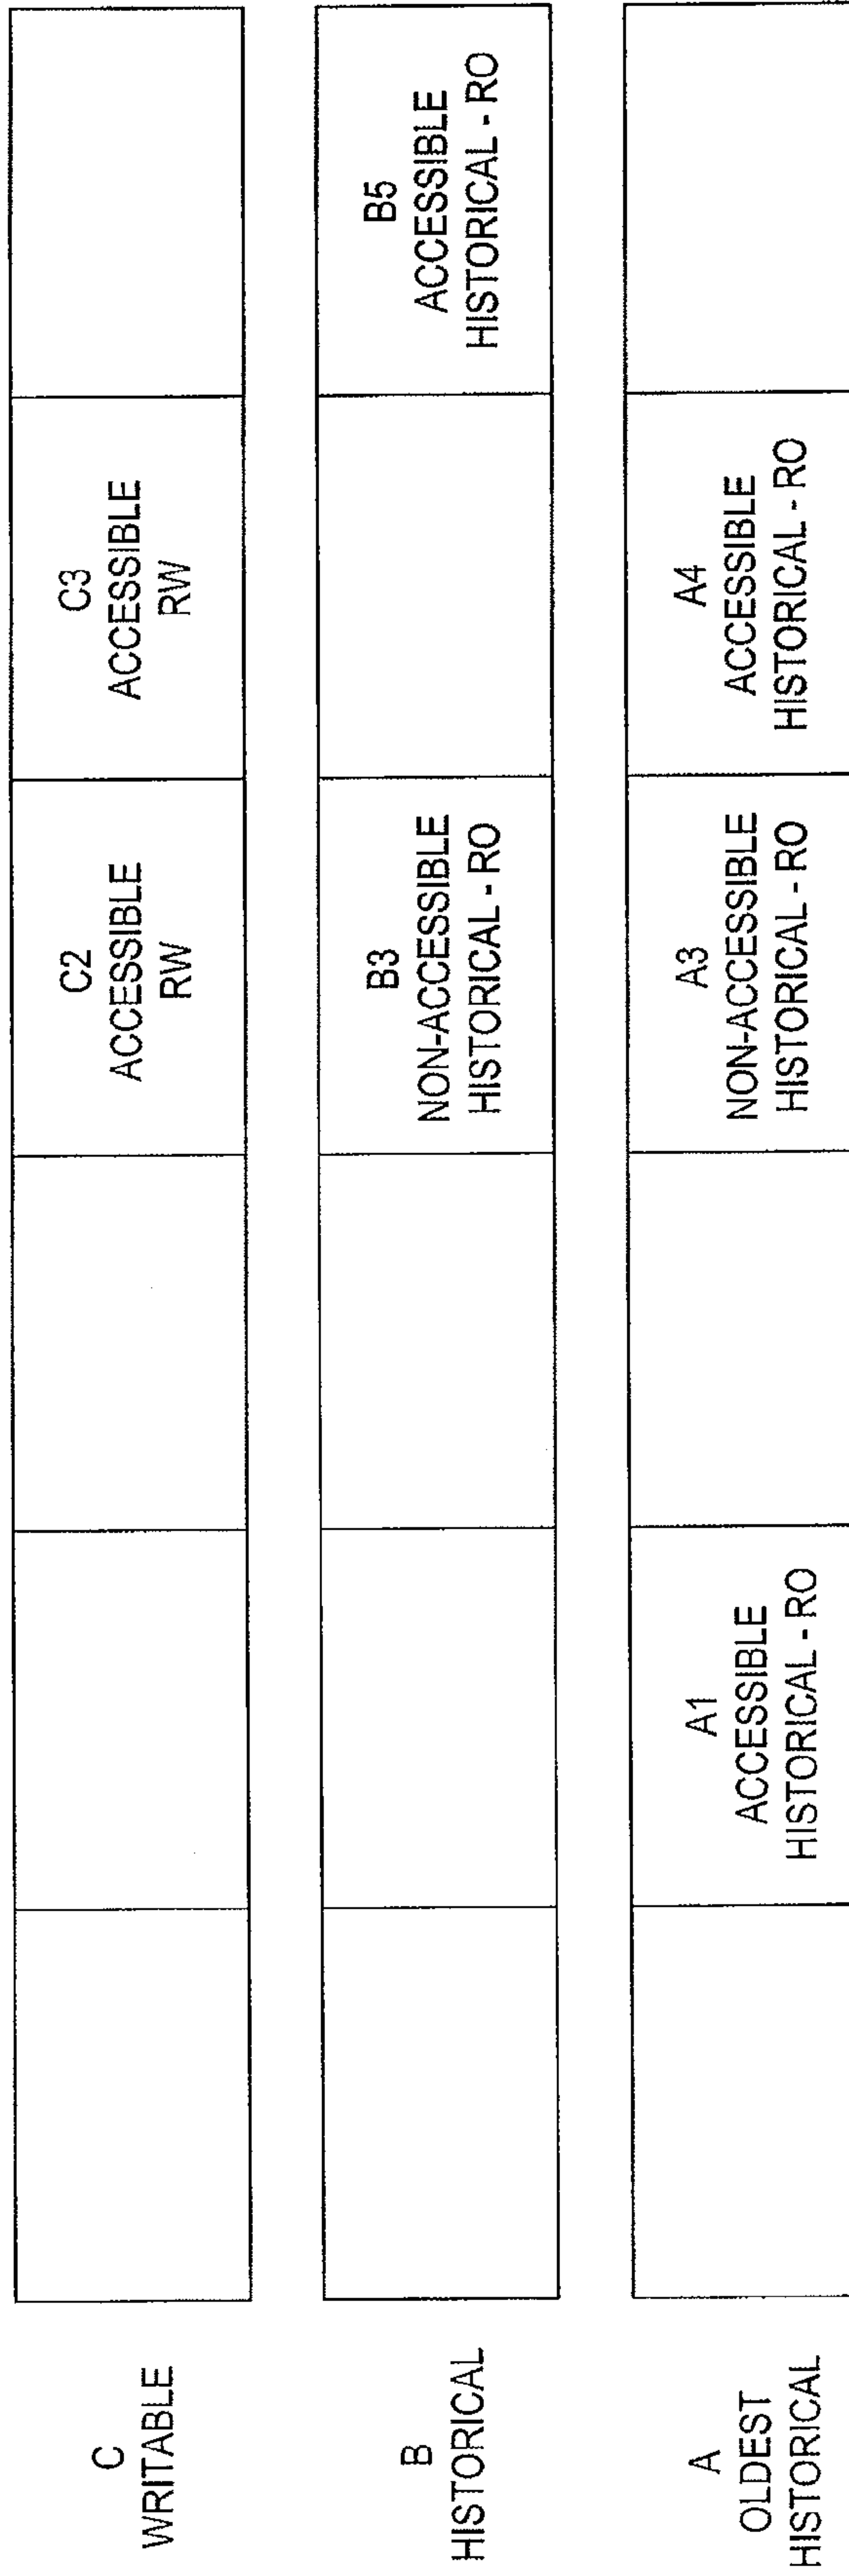 C
WRITABLE
C2
ACCESSIBLE
RW
C3
ACCESSIBLE
RW
B
HISTORICAL
B3
NON-ACCESSIBLE
HISTORICAL - RO
B5
ACCESSIBLE
HISTORICAL - RO
A
OLDEST
HISTORICAL
A1
ACCESSIBLE
HISTORICAL - RO
A3
NON-ACCESSIBLE
HISTORICAL - RO
A4
ACCESSIBLE
HISTORICAL - RO